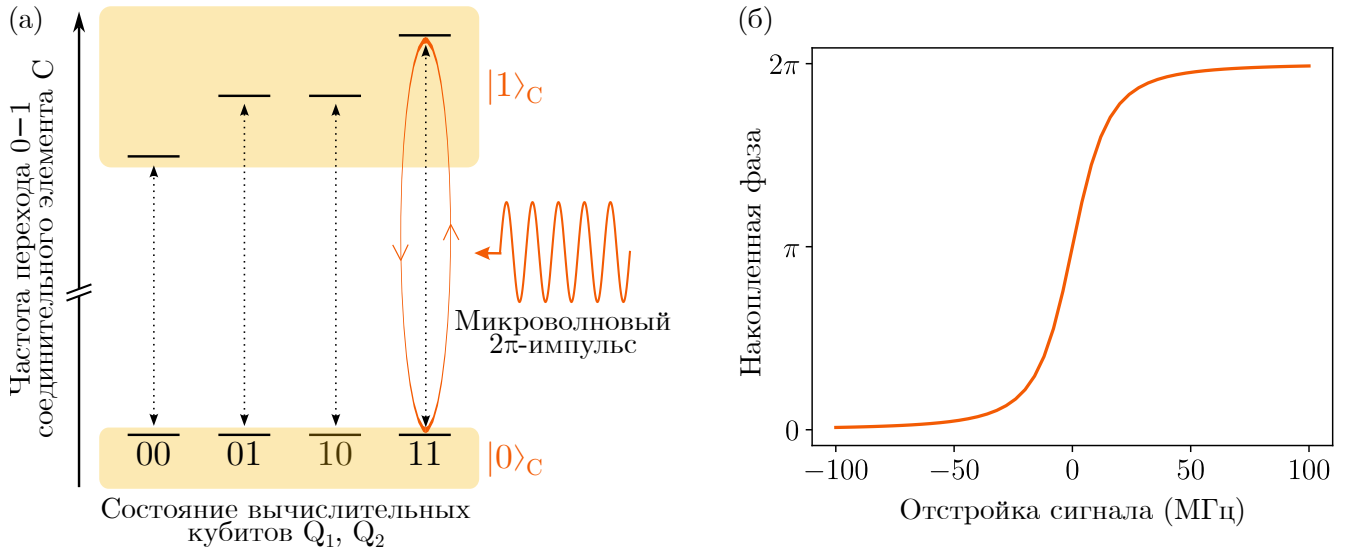 (а)
Частота перехода 0−1
соединительного элемента C
|1⟩C
Микроволновый
2π-импульс
00 01 10 11
|0⟩C
Состояние вычислительных
кубитов Q1, Q2
(б)
Накопленная фаза
2π
π
0
−100 −50 0 50 100
Отстройка сигнала (МГц)